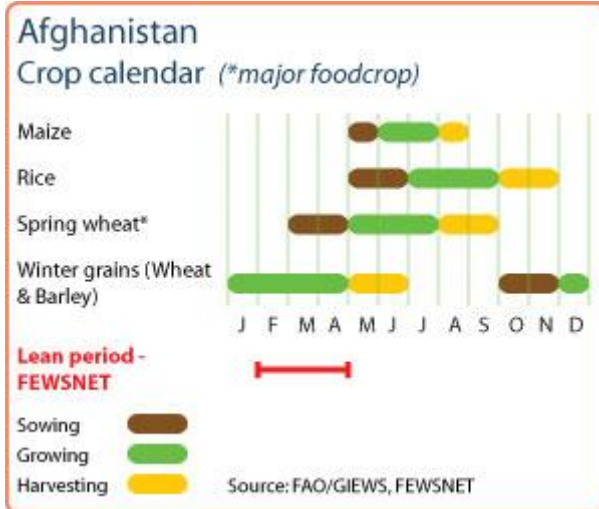 Afghanistan
Crop calendar (*major foodcrop)
Maize
Rice
Spring wheat*
Winter grains (Wheat
& Barley)
J F M A M J J A S O N D
Lean period -
FEWSNET
Sowing
Growing
Harvesting
Source: FAO/GIEWS, FEWSNET